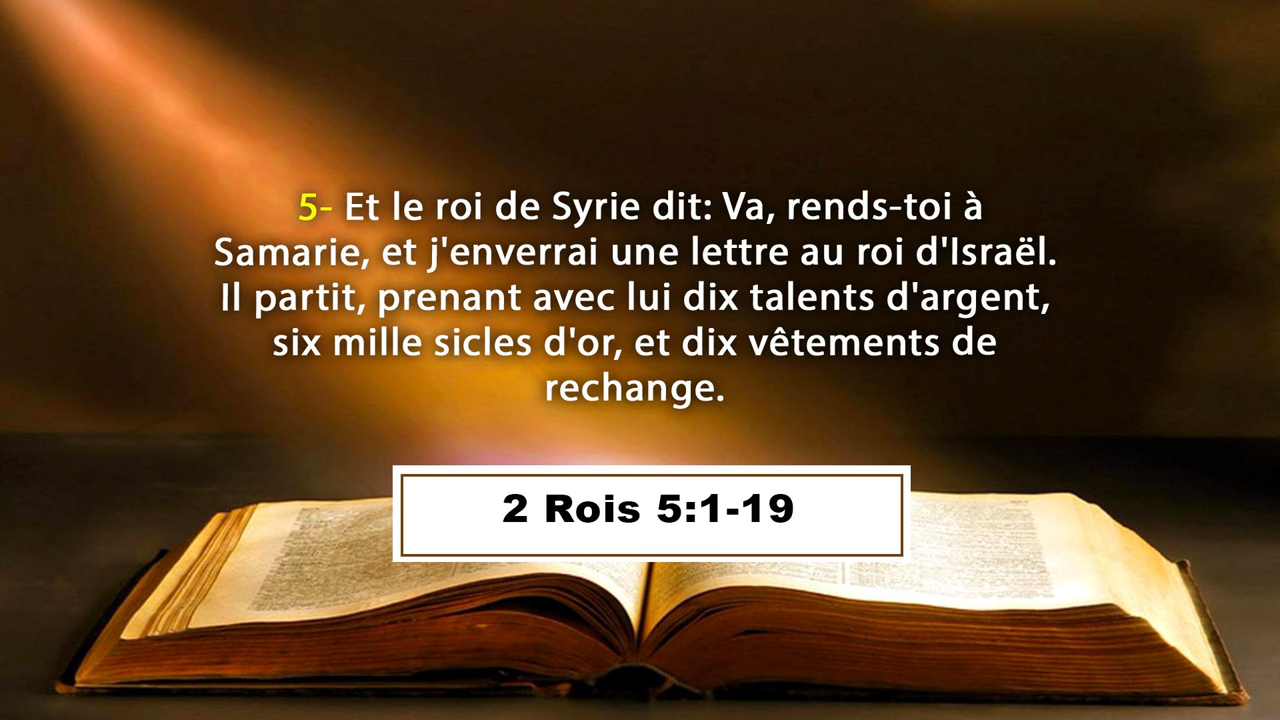 5- Et le roi de Syrie dit: Va, rends-toi à
Samarie, et j'enverrai une lettre au roi d'Israël.
Il partit, prenant avec lui dix talents d'argent,
six mille sicles d'or, et dix vêtements de
rechange.
2 Rois 5:1-19